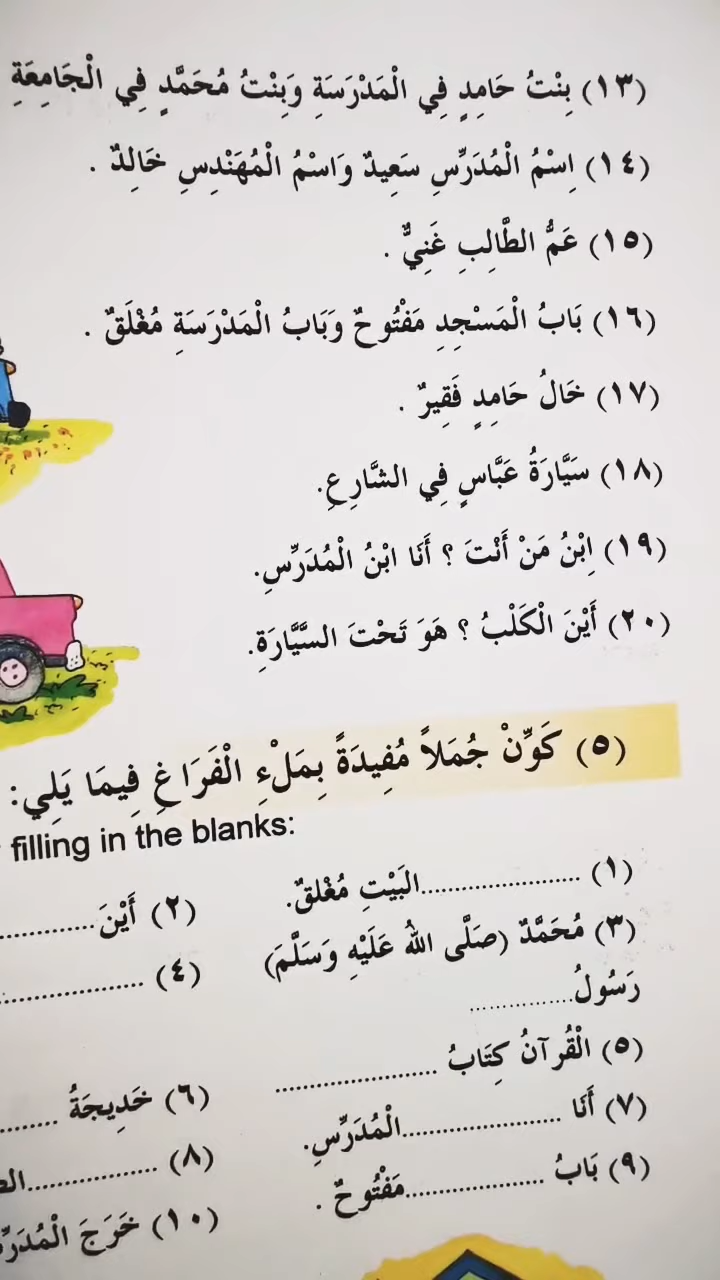 (١٣) بِنْتُ حَامِدٍ فِي الْمَدْرَسَةِ وَبِنْتُ مُحَمَّدٍ فِي الْجَامِعَةِ
(١٤) اِسْمُ الْمُدَرِّسِ سَعِيدٌ وَاسْمُ الْمُهَنْدِسِ خَالِدٌ .
(١٥) عَمُّ الطَّالِبِ غَنِيٌّ .
(١٦) بَابُ الْمَسْجِدِ مَفْتُوحٌ وَبَابُ الْمَدْرَسَةِ مُغْلَقٌ .
(١٧) خَالُ حَامِدٍ فَقِيرٌ .
(١٨) سَيَّارَةُ عَبَّاسٍ فِي الشَّارِعِ.
(١٩) اِبْنُ مَنْ أَنْتَ ؟ أَنَا ابْنُ الْمُدَرِّسِ.
(٢٠) أَيْنَ الْكَلْبُ ؟ هَوَ تَحْتَ السَّيَّارَةِ.
(٥) كَوِّنْ جُمَلاً مُفِيدَةً بِمَلْءِ الْفَرَاغِ فِيمَا يَلِي:
filling in the blanks:
(١) ....................البَيْتِ مُغْلقٌ. (٢) أَيْنَ ............
(٣) مُحَمَّدٌ (صَلَّى اللهُ عَلَيْهِ وَسَلَّمَ) (٤) ..................
رَسُولُ...............
(٥) الْقُرآنُ كِتَابُ .................... (٦) خَدِيجَةُ ........
(٧) أَنَا ....................الْمُدَرِّسِ. (٨) ................
(٩) بَابُ ..................مَفْتُوحٌ . (١٠) خَرَجَ